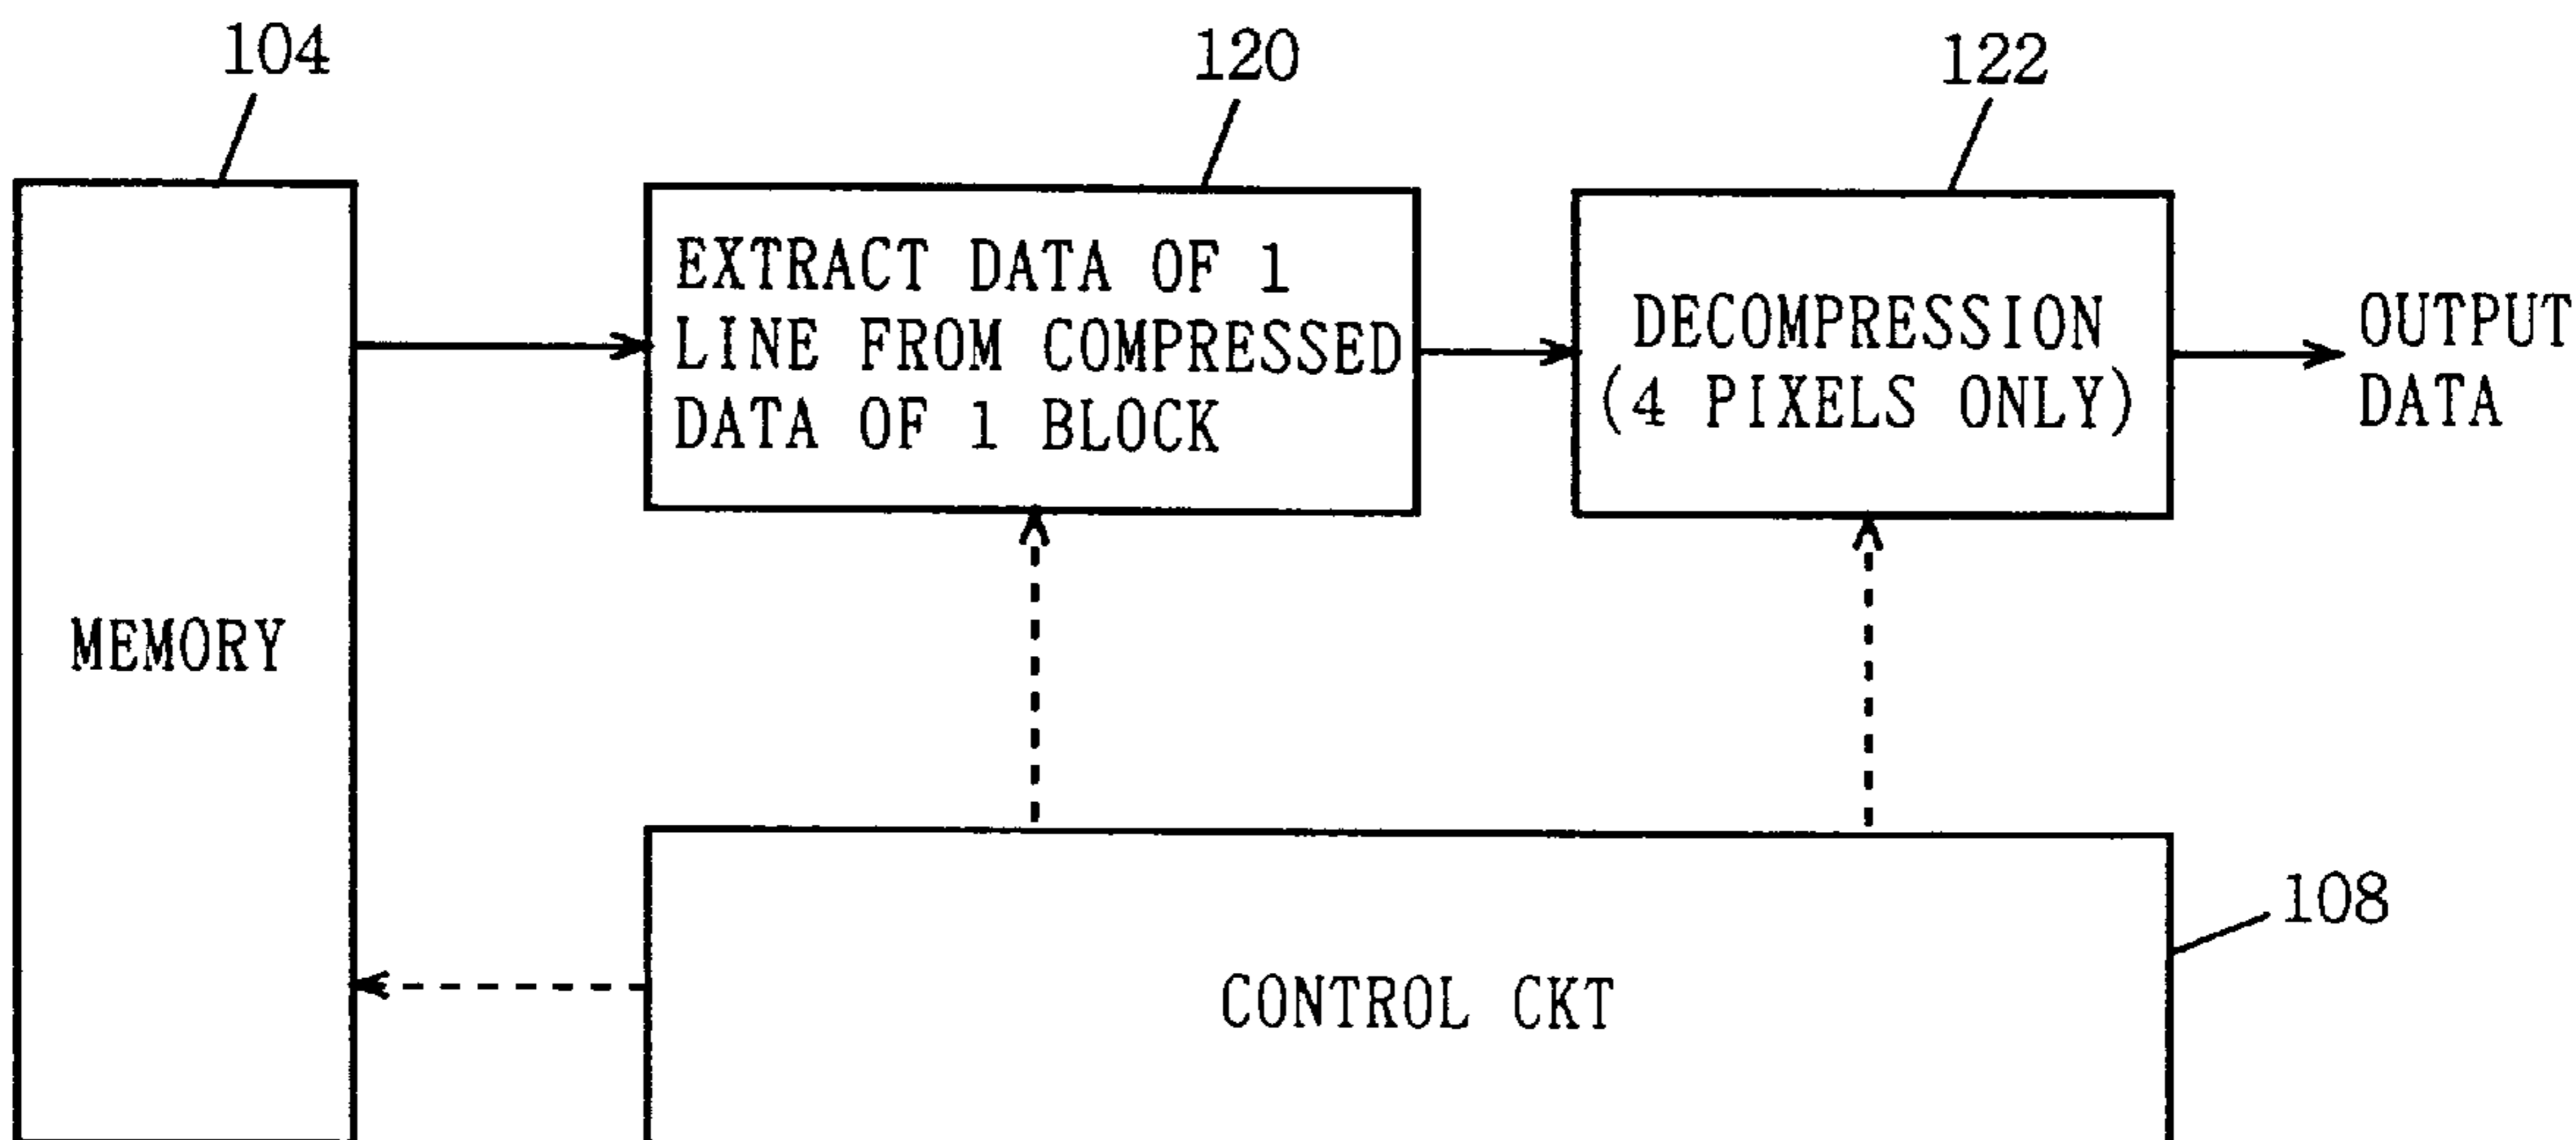 104
120
122
EXTRACT DATA OF 1
LINE FROM COMPRESSED
DATA OF 1 BLOCK
DECOMPRESSION
(4 PIXELS ONLY)
OUTPUT
DATA
MEMORY
108
CONTROL CKT